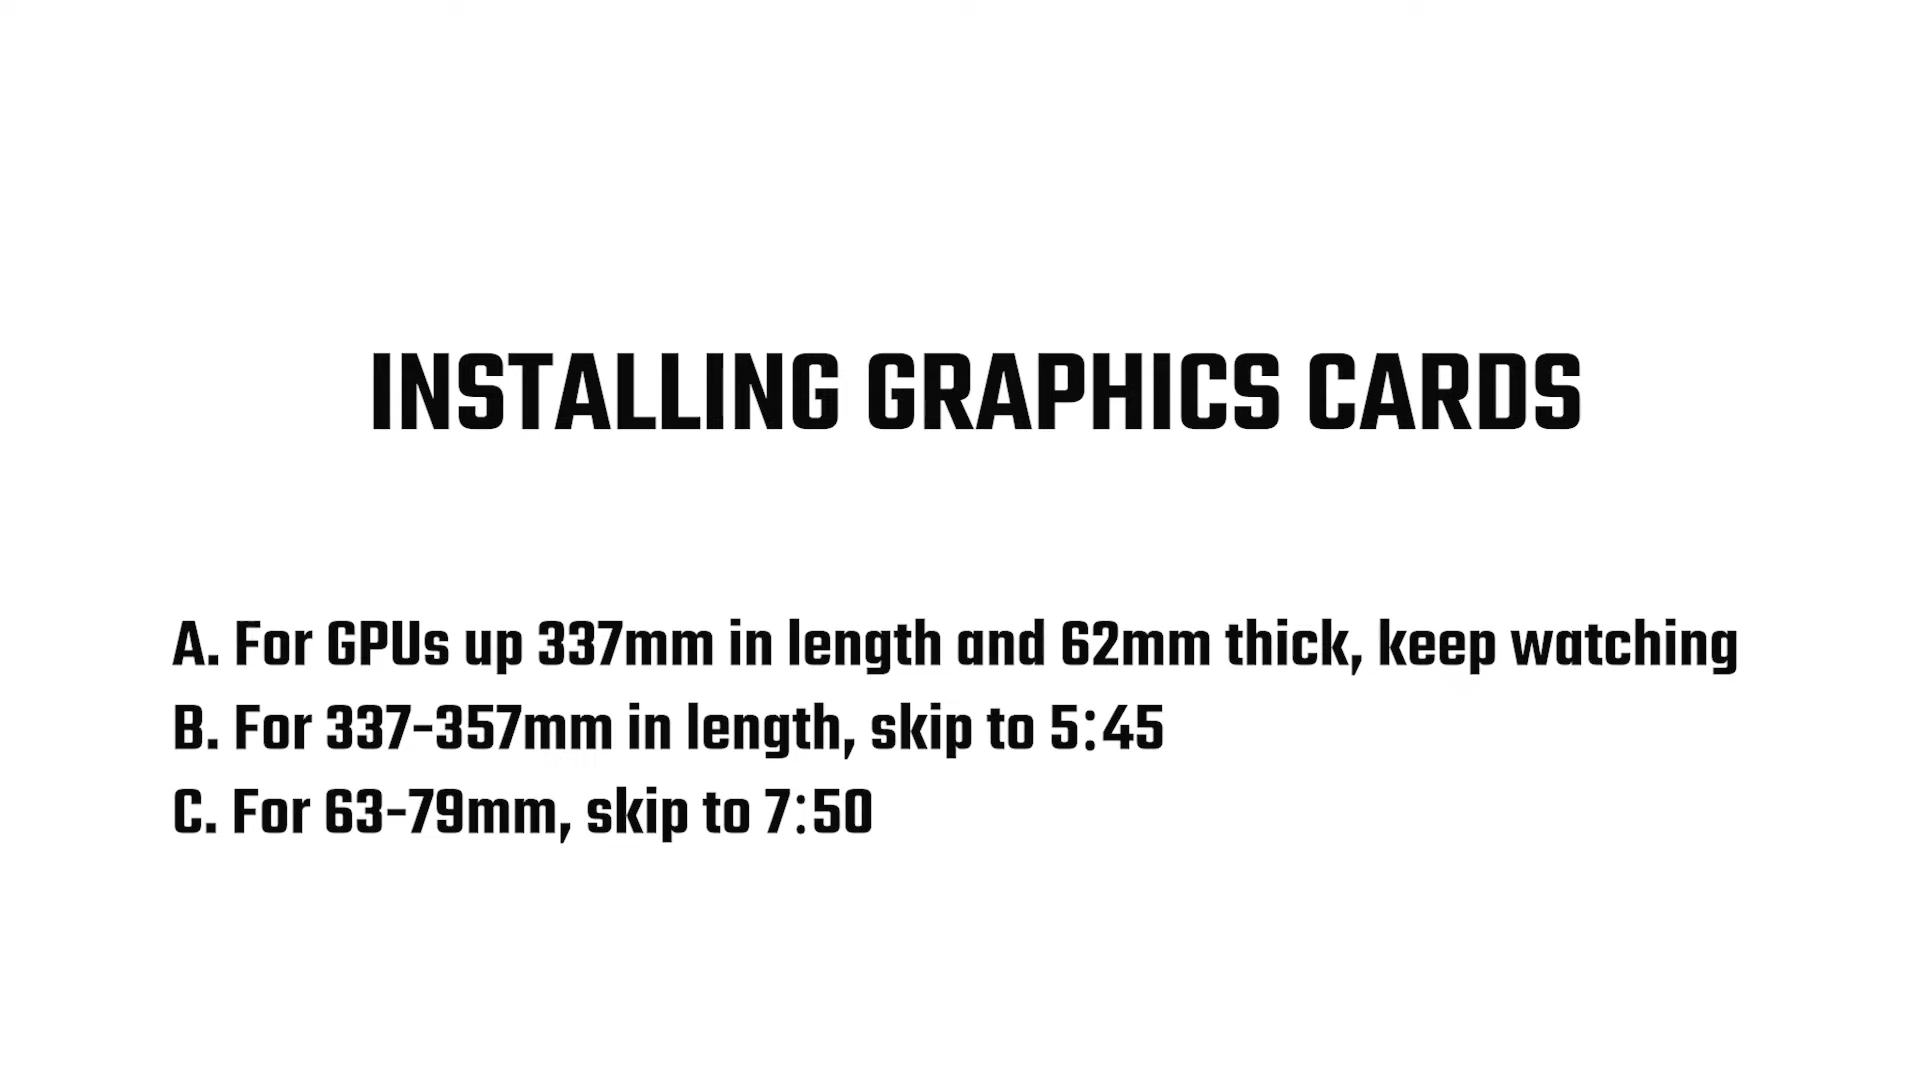 INSTALLING GRAPHICS CARDS
A. For GPUs up 337mm in length and 62mm thick, keep watching
B. For 337-357mm in length, skip to 5:45
C. For 63-79mm, skip to 7:50